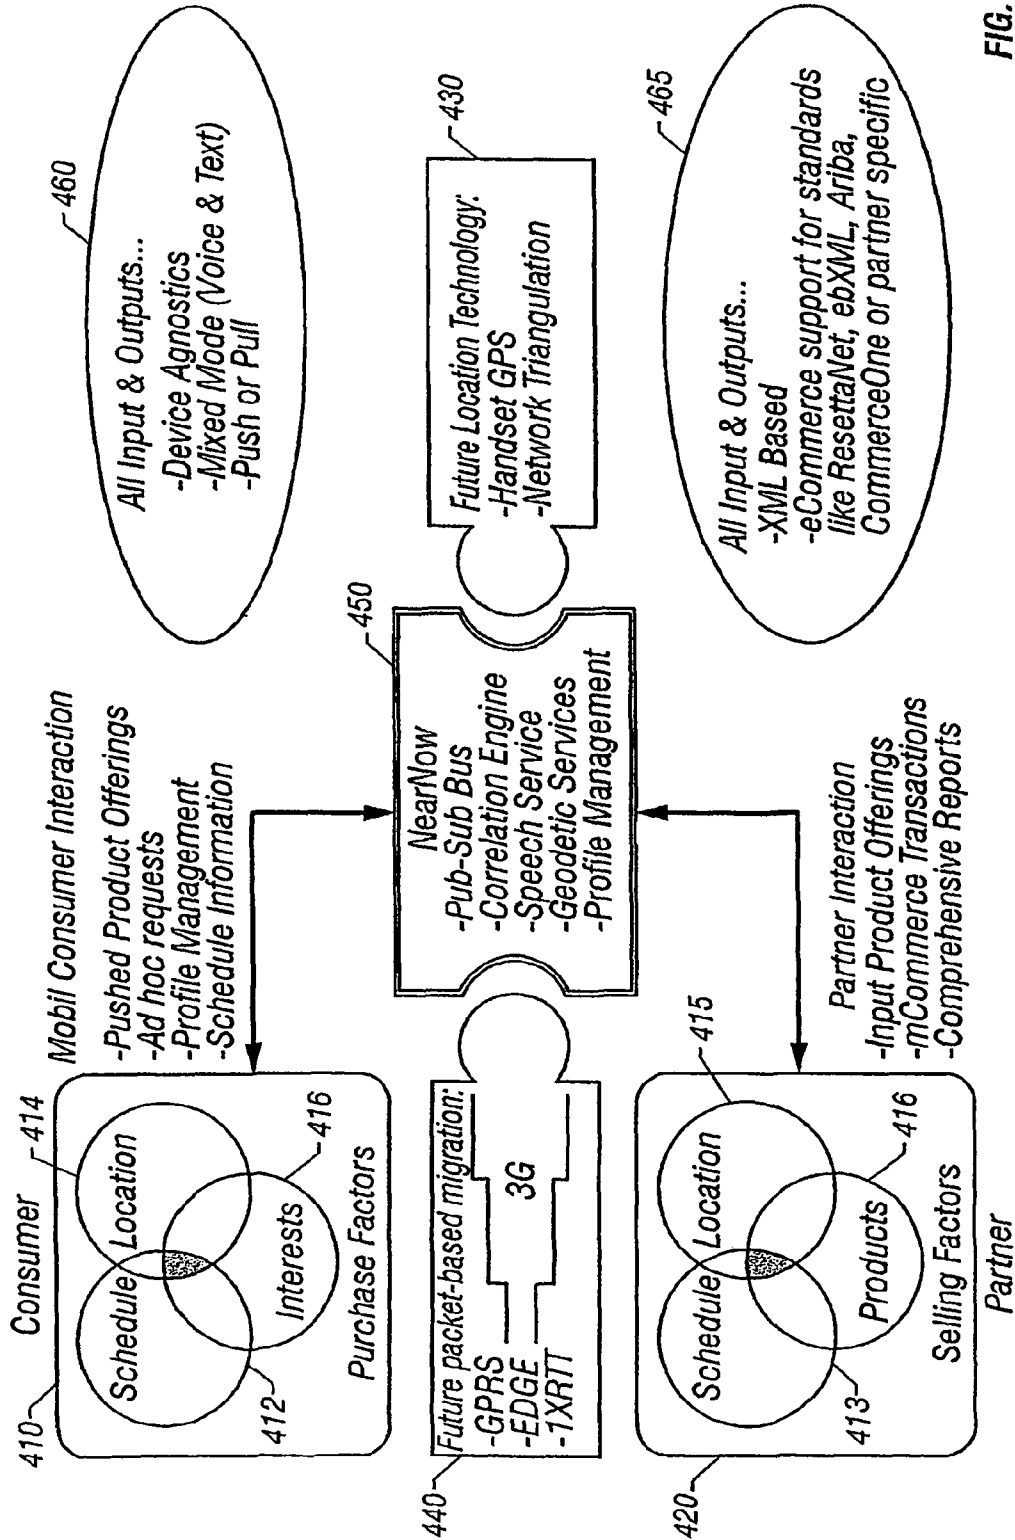 410
Consumer
414
Schedule
Location
412
Interests
416
Purchase Factors
Mobil Consumer Interaction
-Pushed Product Offerings
-Ad hoc requests
-Profile Management
-Schedule Information
460
All Input & Outputs...
-Device Agnostics
-Mixed Mode (Voice & Text)
-Push or Pull
440
Future packet-based migration:
-GPRS
-EDGE
-1XRTT
3G
450
NearNow
-Pub-Sub Bus
-Correlation Engine
-Speech Service
-Geodetic Services
-Profile Management
430
Future Location Technology:
-Handset GPS
-Network Triangulation
420
Schedule
Location
415
413
Products
416
Selling Factors
Partner
Partner Interaction
-Input Product Offerings
-mCommerce Transactions
-Comprehensive Reports
465
All Input & Outputs...
-XML Based
-eCommerce support for standards
like ResettaNet, ebXML, Ariba,
CommerceOne or partner specific
FIG.